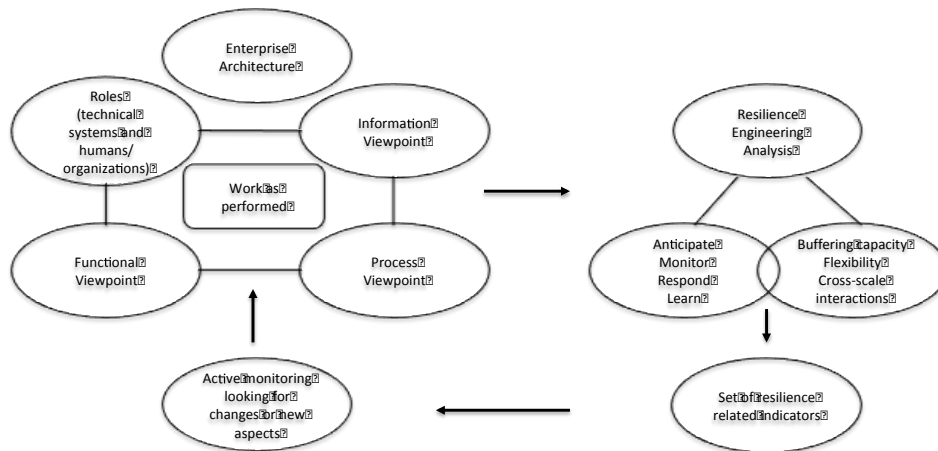 Enterprise
Architecture
Roles
(technical
systems and
humans/
organizations)
Information
Viewpoint
Work as
performed
Functional
Viewpoint
Process
Viewpoint
Active monitoring
looking for
changes or new
aspects
Resilience
Engineering
Analysis
Anticipate
Monitor
Respond
Learn
Buffering capacity
Flexibility
Cross-scale
interactions
Set of resilience
related indicators